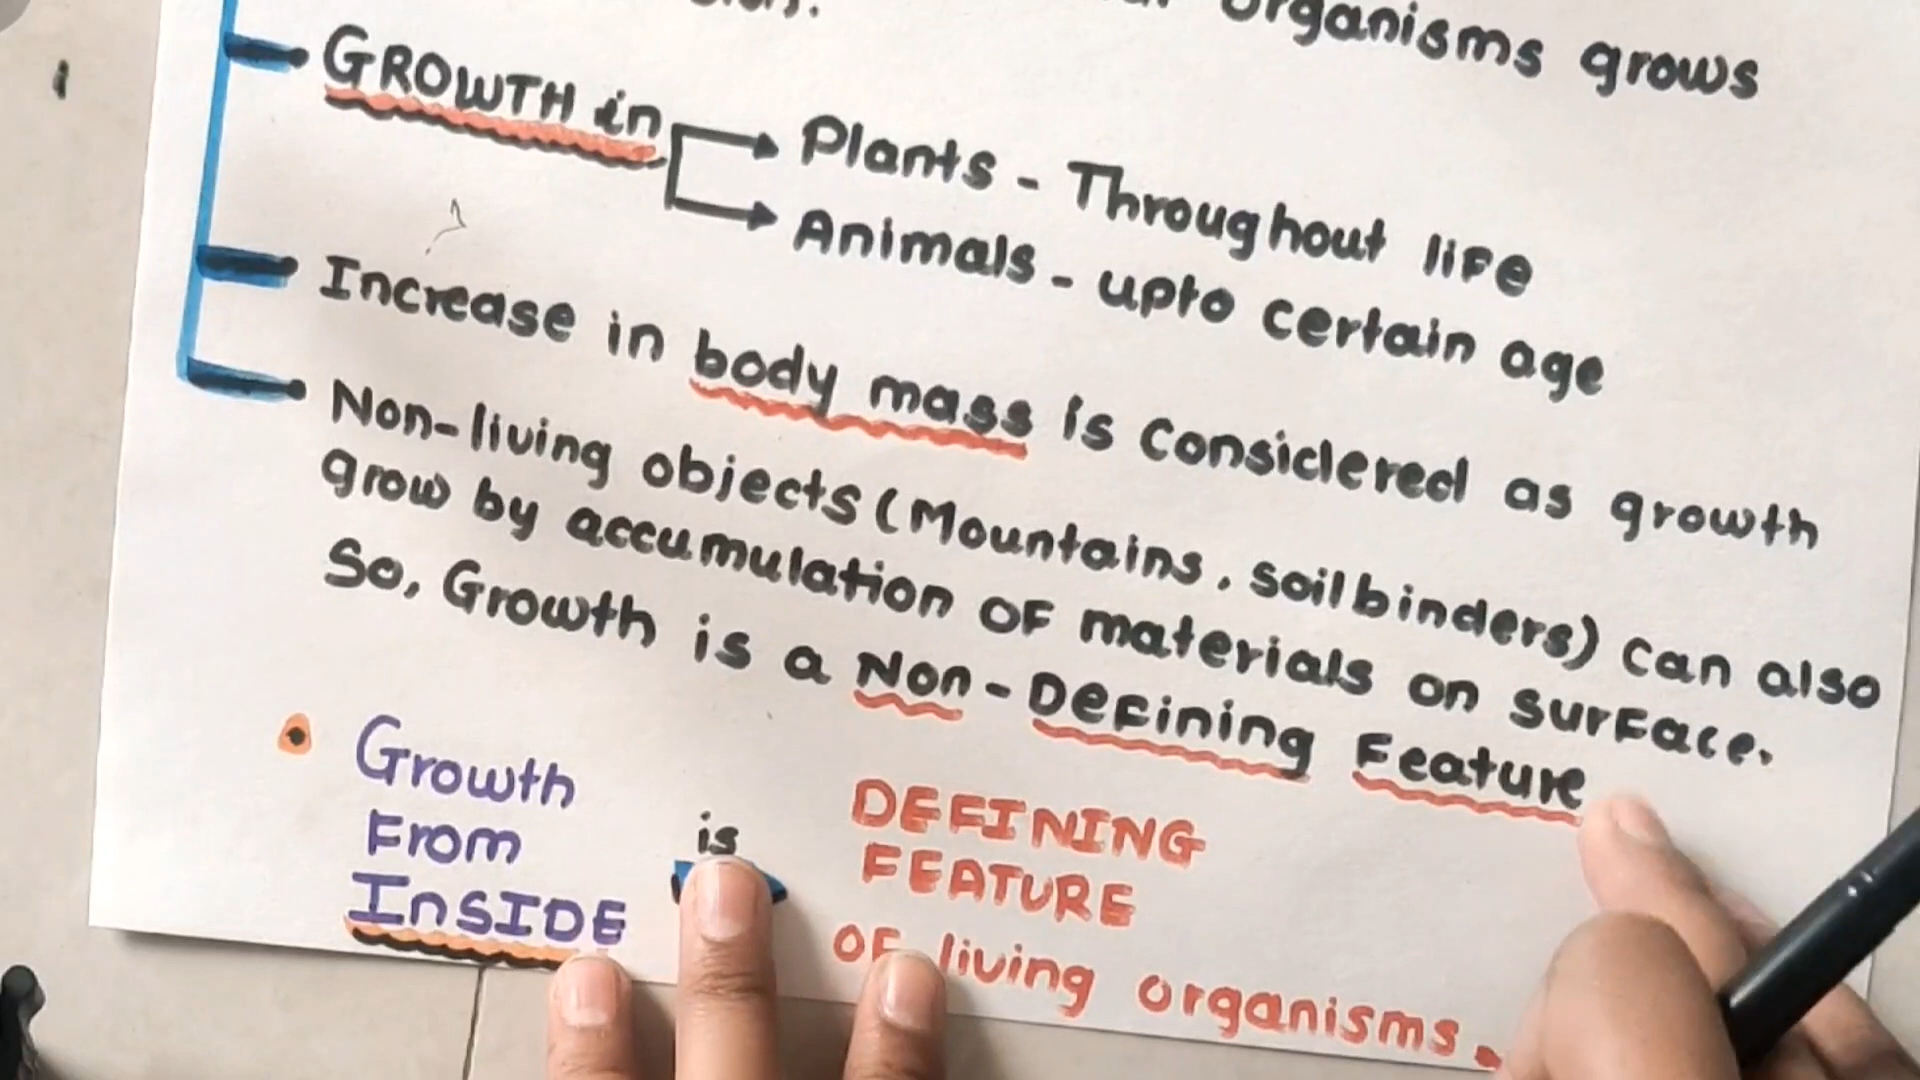 organisms grows
GROWTH in
Plants - Throughout life
Animals - upto certain age
Increase in body mass is Considered as growth
Non-living objects (Mountains, soilbinders) can also
grow by accumulation of materials on surface.
So, Growth is a Non-Defining Feature
Growth
From
InSIDE
is
DEFINING
FEATURE
OF living organisms.